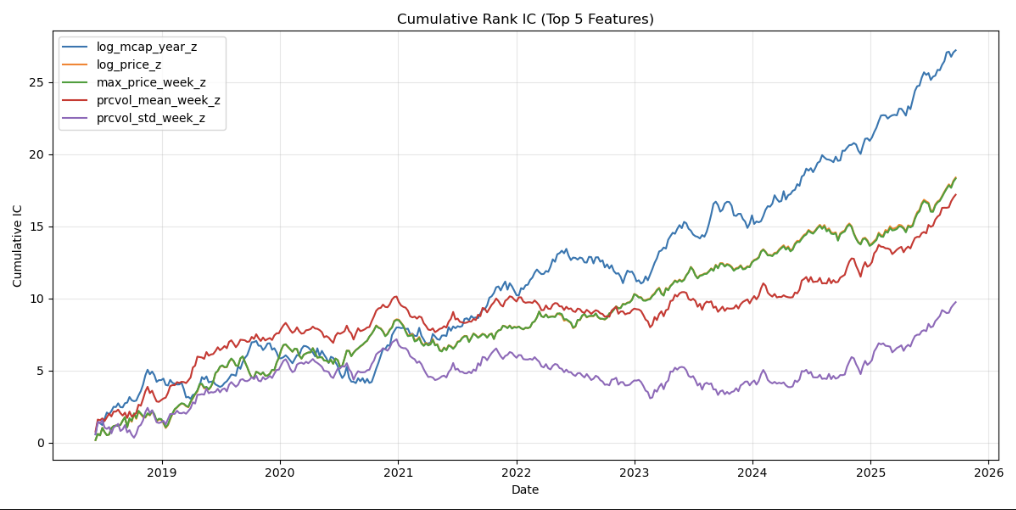 Cumulative Rank IC (Top 5 Features)
log_mcap_year_z
log_price_z
max_price_week_z
prcvol_mean_week_z
prcvol_std_week_z
Cumulative IC
25
20
15
10
5
0
2019 2020 2021 2022 2023 2024 2025 2026
Date